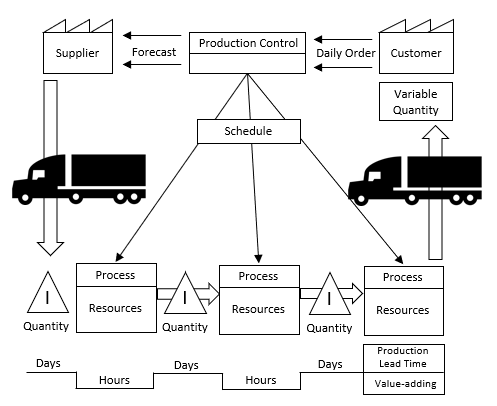 Supplier
Forecast
Production Control
Daily Order
Customer
Variable
Quantity
Schedule
I
Quantity
Process
Resources
I
Quantity
Process
Resources
I
Quantity
Process
Resources
Days
Hours
Days
Hours
Days
Production
Lead Time
Value-adding